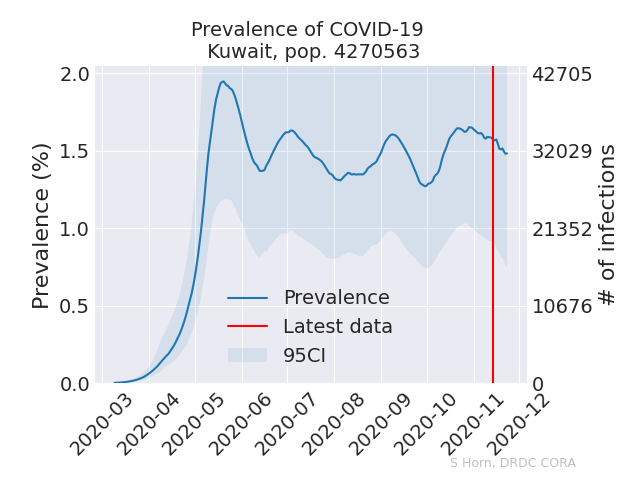 Prevalence of COVID-19
Kuwait, pop. 4270563
2.0
1.5
1.0
0.5
0.0
Prevalence (%)
42705
32029
21352
10676
0
# of infections
Prevalence
Latest data
95CI
2020-03
2020-04
2020-05
2020-06
2020-07
2020-08
2020-09
2020-10
2020-11
2020-12
S Horn, DRDC CORA